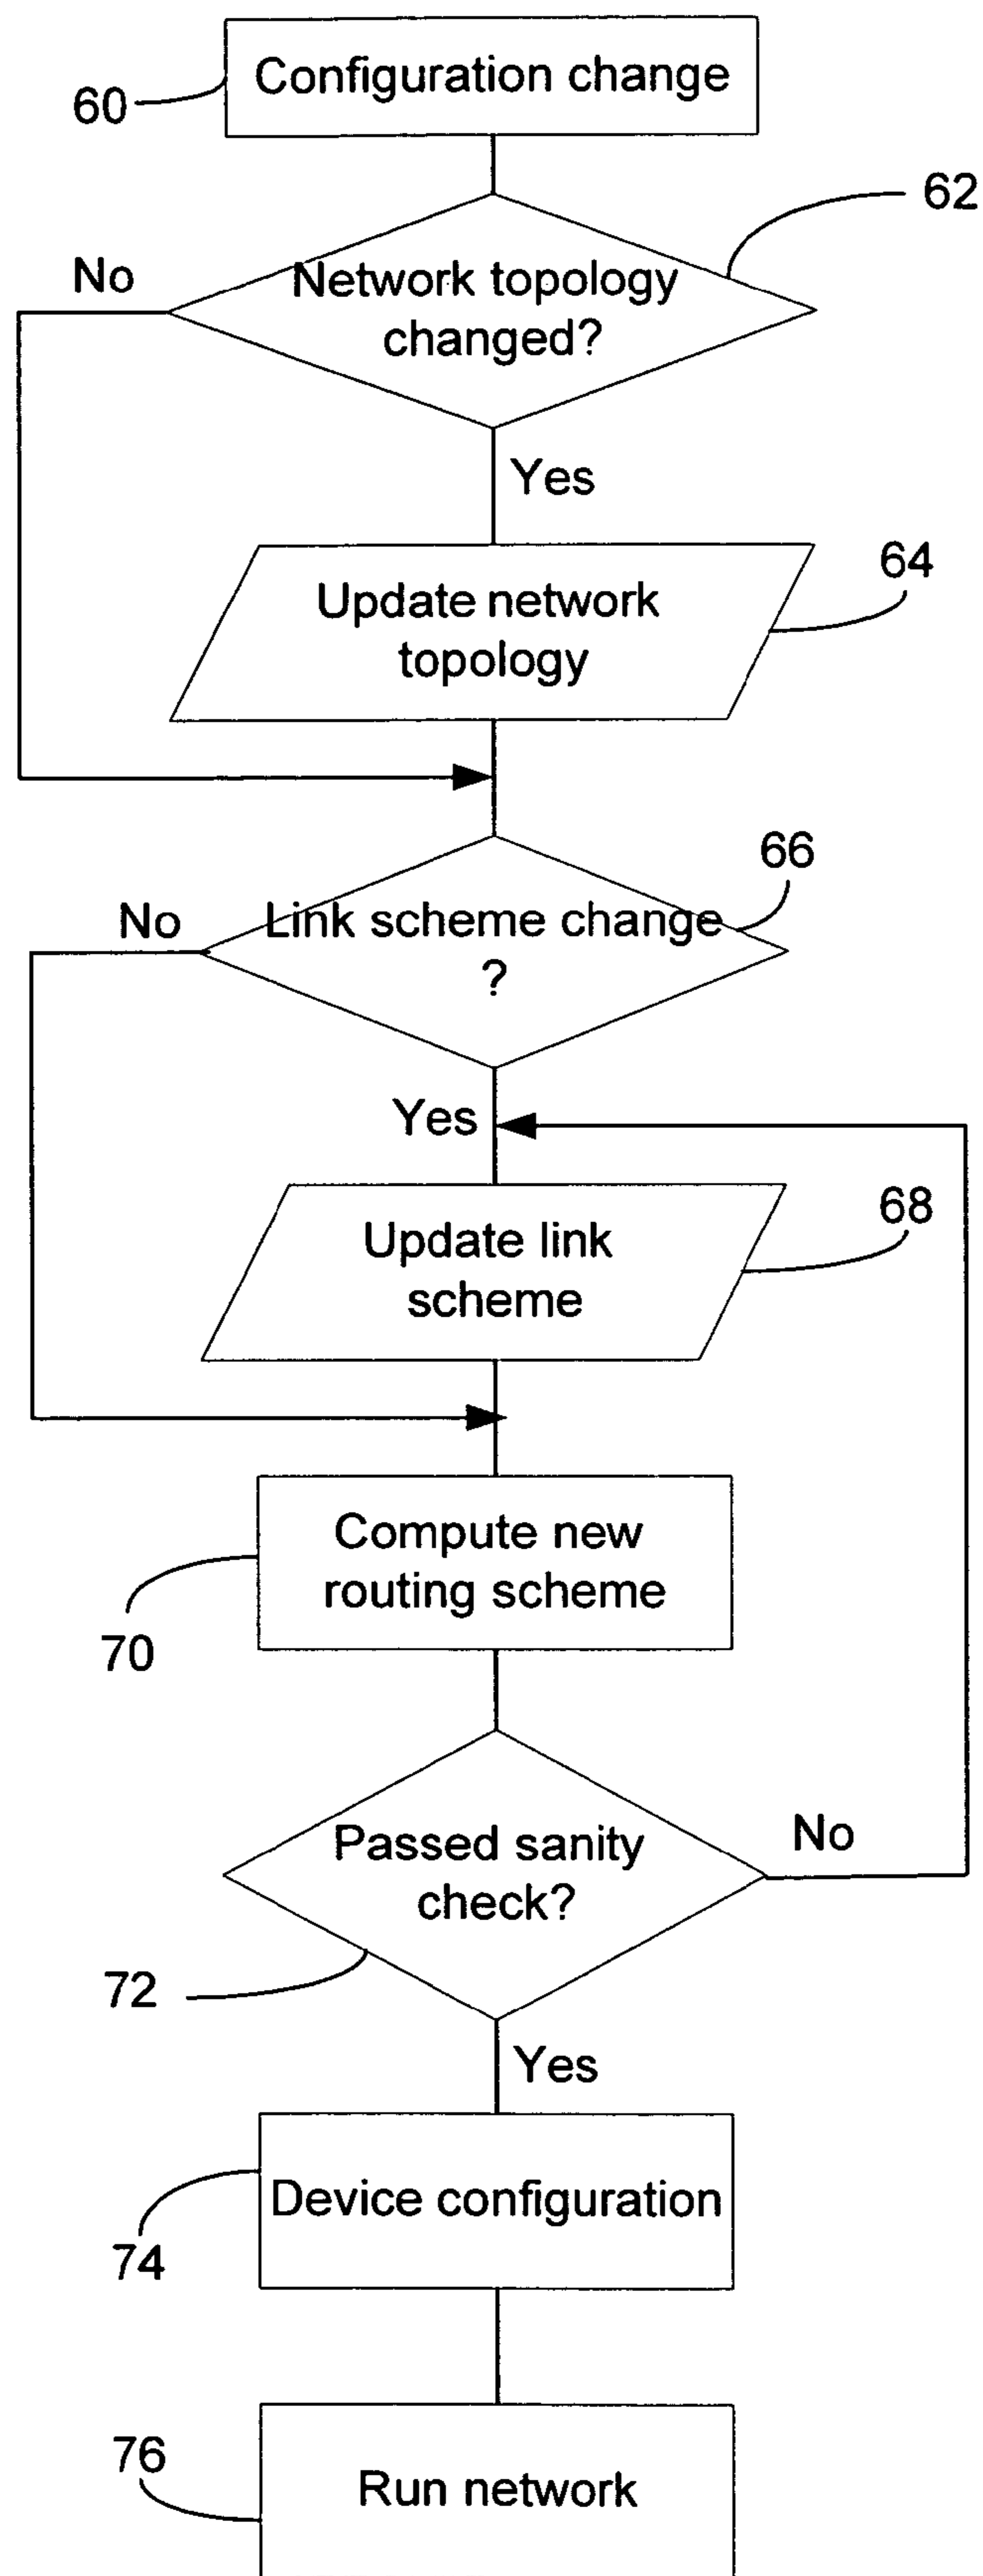 Configuration change
60
62
No
Network topology
changed?
Yes
64
Update network
topology
66
No
Link scheme change
?
Yes
68
Update link
scheme
Compute new
routing scheme
70
No
Passed sanity
check?
72
Yes
Device configuration
74
76
Run network